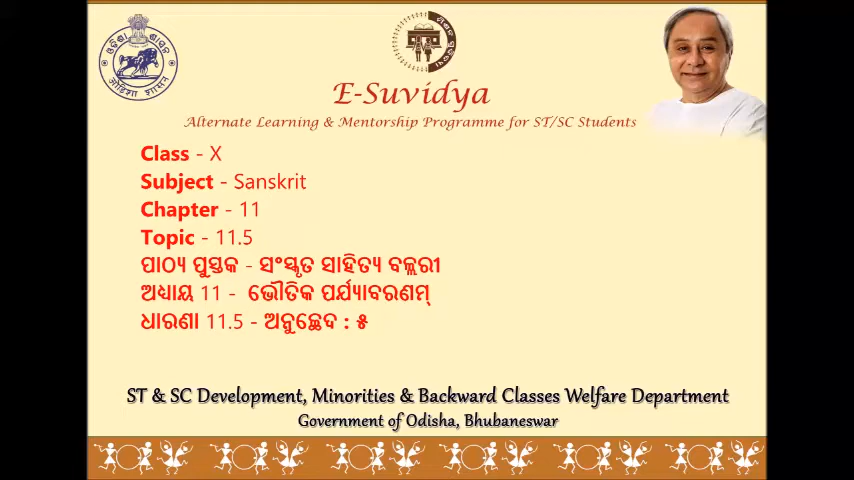 E-Suvidya
Alternate Learning & Mentorship Programme for ST/SC Students
Class - X
Subject - Sanskrit
Chapter - 11
Topic - 11.5
ପାଠ୍ୟ ପୁସ୍ତକ - ସଂସ୍କୃତ ସାହିତ୍ୟ ବଲ୍ଲରୀ
ଅଧ୍ୟାୟ 11 - ଭୌତିକ ପର୍ଯ୍ୟାବରଣମ୍
ଧାରଣା 11.5 - ଅନୁଚ୍ଛେଦ : ୫
ST & SC Development, Minorities & Backward Classes Welfare Department
Government of Odisha, Bhubaneswar